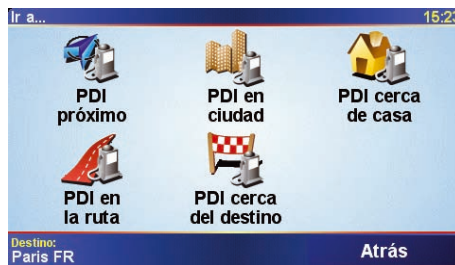 Ir a...
15:23
PDI
próximo
PDI en
ciudad
PDI cerca
de casa
PDI en
la ruta
PDI cerca
del destino
Destino:
Paris FR
Atrás